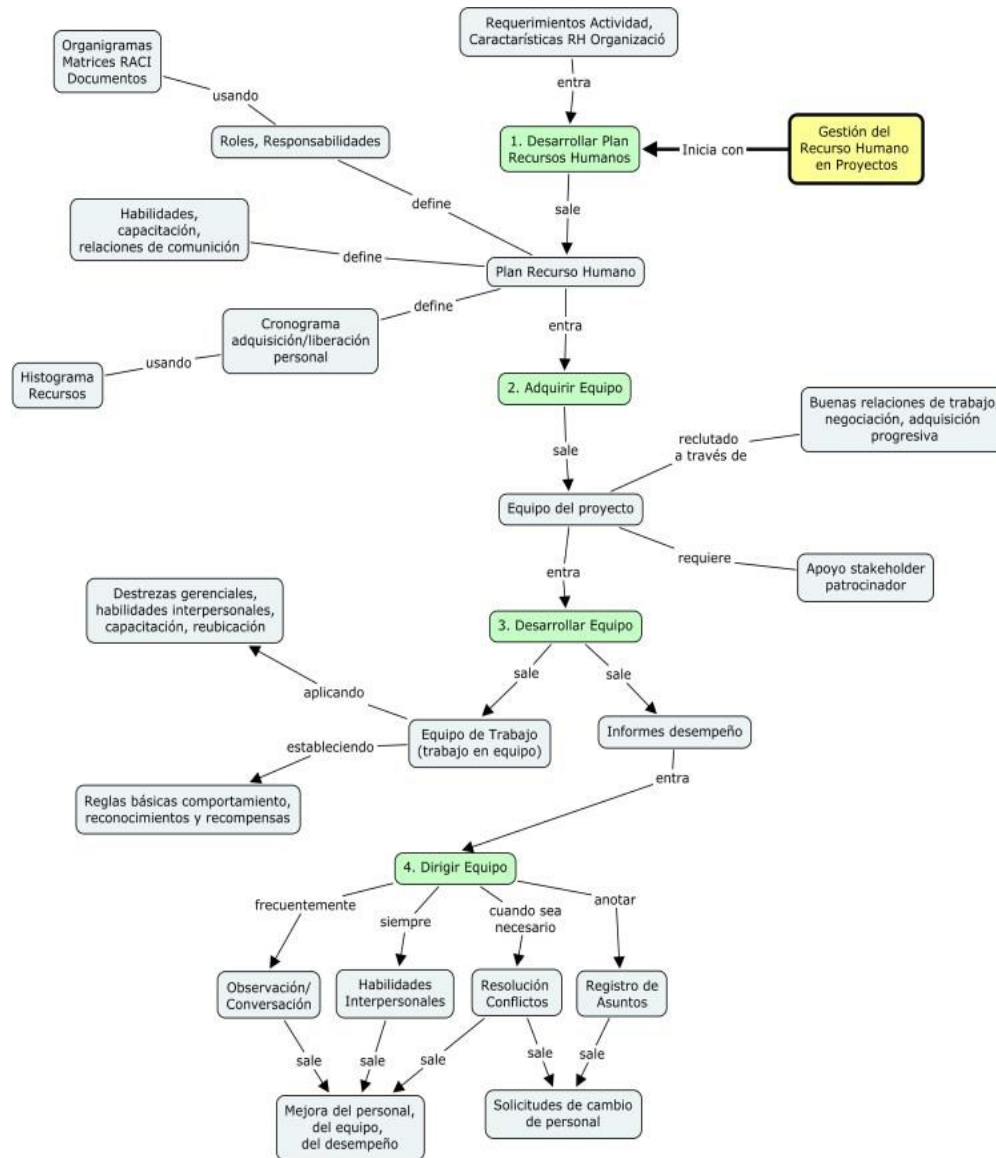 Requerimientos Actividad,
Caractarísticas RH Organizació
Organigramas
Matrices RACI
Documentos
entra
usando
Roles, Responsabilidades
1. Desarrollar Plan
Recursos Humanos
Inicia con
Gestión del
Recurso Humano
en Proyectos
define
sale
Habilidades,
capacitación,
relaciones de comunición
define
Plan Recurso Humano
define
Cronograma
adquisición/liberación
personal
entra
usando
Histograma
Recursos
2. Adquirir Equipo
Buenas relaciones de trabajo
negociación, adquisición
progresiva
reclutado
a través de
sale
Equipo del proyecto
requiere
Apoyo stakeholder
patrocinador
entra
Destrezas gerenciales,
habilidades interpersonales,
capacitación, reubicación
3. Desarrollar Equipo
sale
sale
aplicando
Equipo de Trabajo
(trabajo en equipo)
Informes desempeño
estableciendo
Reglas básicas comportamiento,
reconocimientos y recompensas
entra
4. Dirigir Equipo
frecuentemente
siempre
cuando sea
necesario
anotar
Observación/
Conversación
Habilidades
Interpersonales
Resolución
Conflictos
Registro de
Asuntos
sale
sale
sale
sale
sale
Mejora del personal,
del equipo,
del desempeño
Solicitudes de cambio
de personal